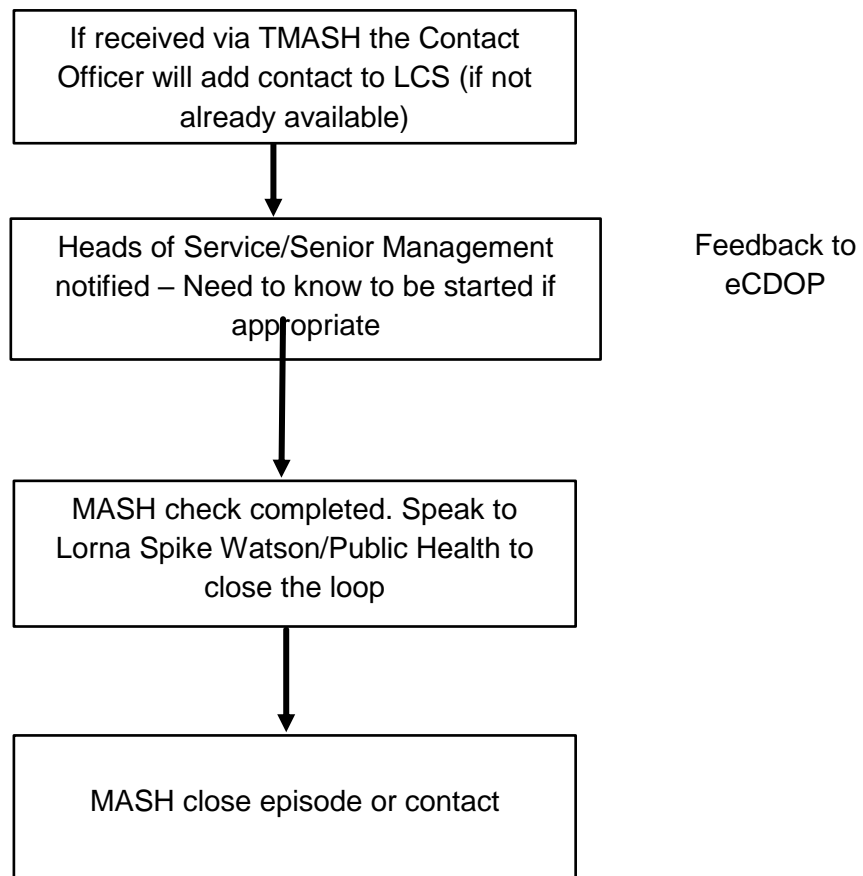 If received via TMASH the Contact
Officer will add contact to LCS (if not
already available)
Heads of Service/Senior Management
notified – Need to know to be started if
appropriate
Feedback to
eCDOP
MASH check completed. Speak to
Lorna Spike Watson/Public Health to
close the loop
MASH close episode or contact